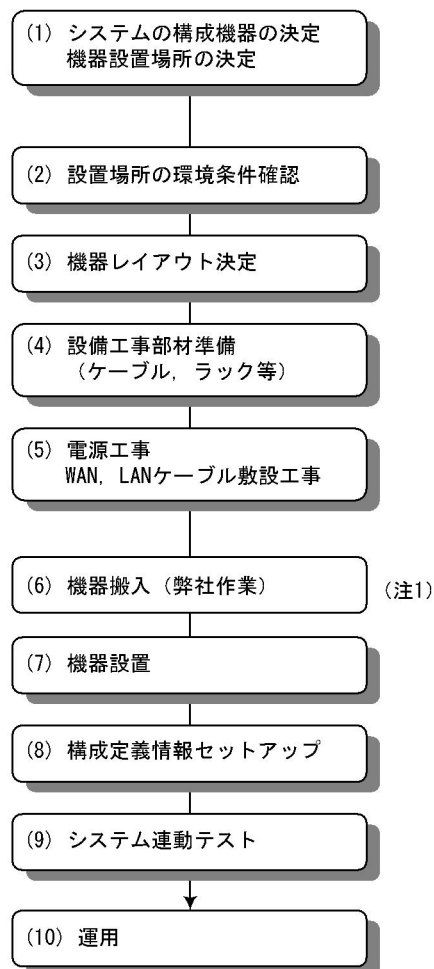 (1) システムの構成機器の決定
機器設置場所の決定
(2) 設置場所の環境条件確認
(3) 機器レイアウト決定
(4) 設備工事部材準備
（ケーブル，ラック等）
(5) 電源工事
WAN，LANケーブル敷設工事
(6) 機器搬入（弊社作業）
(注1)
(7) 機器設置
(8) 構成定義情報セットアップ
(9) システム連動テスト
(10) 運用